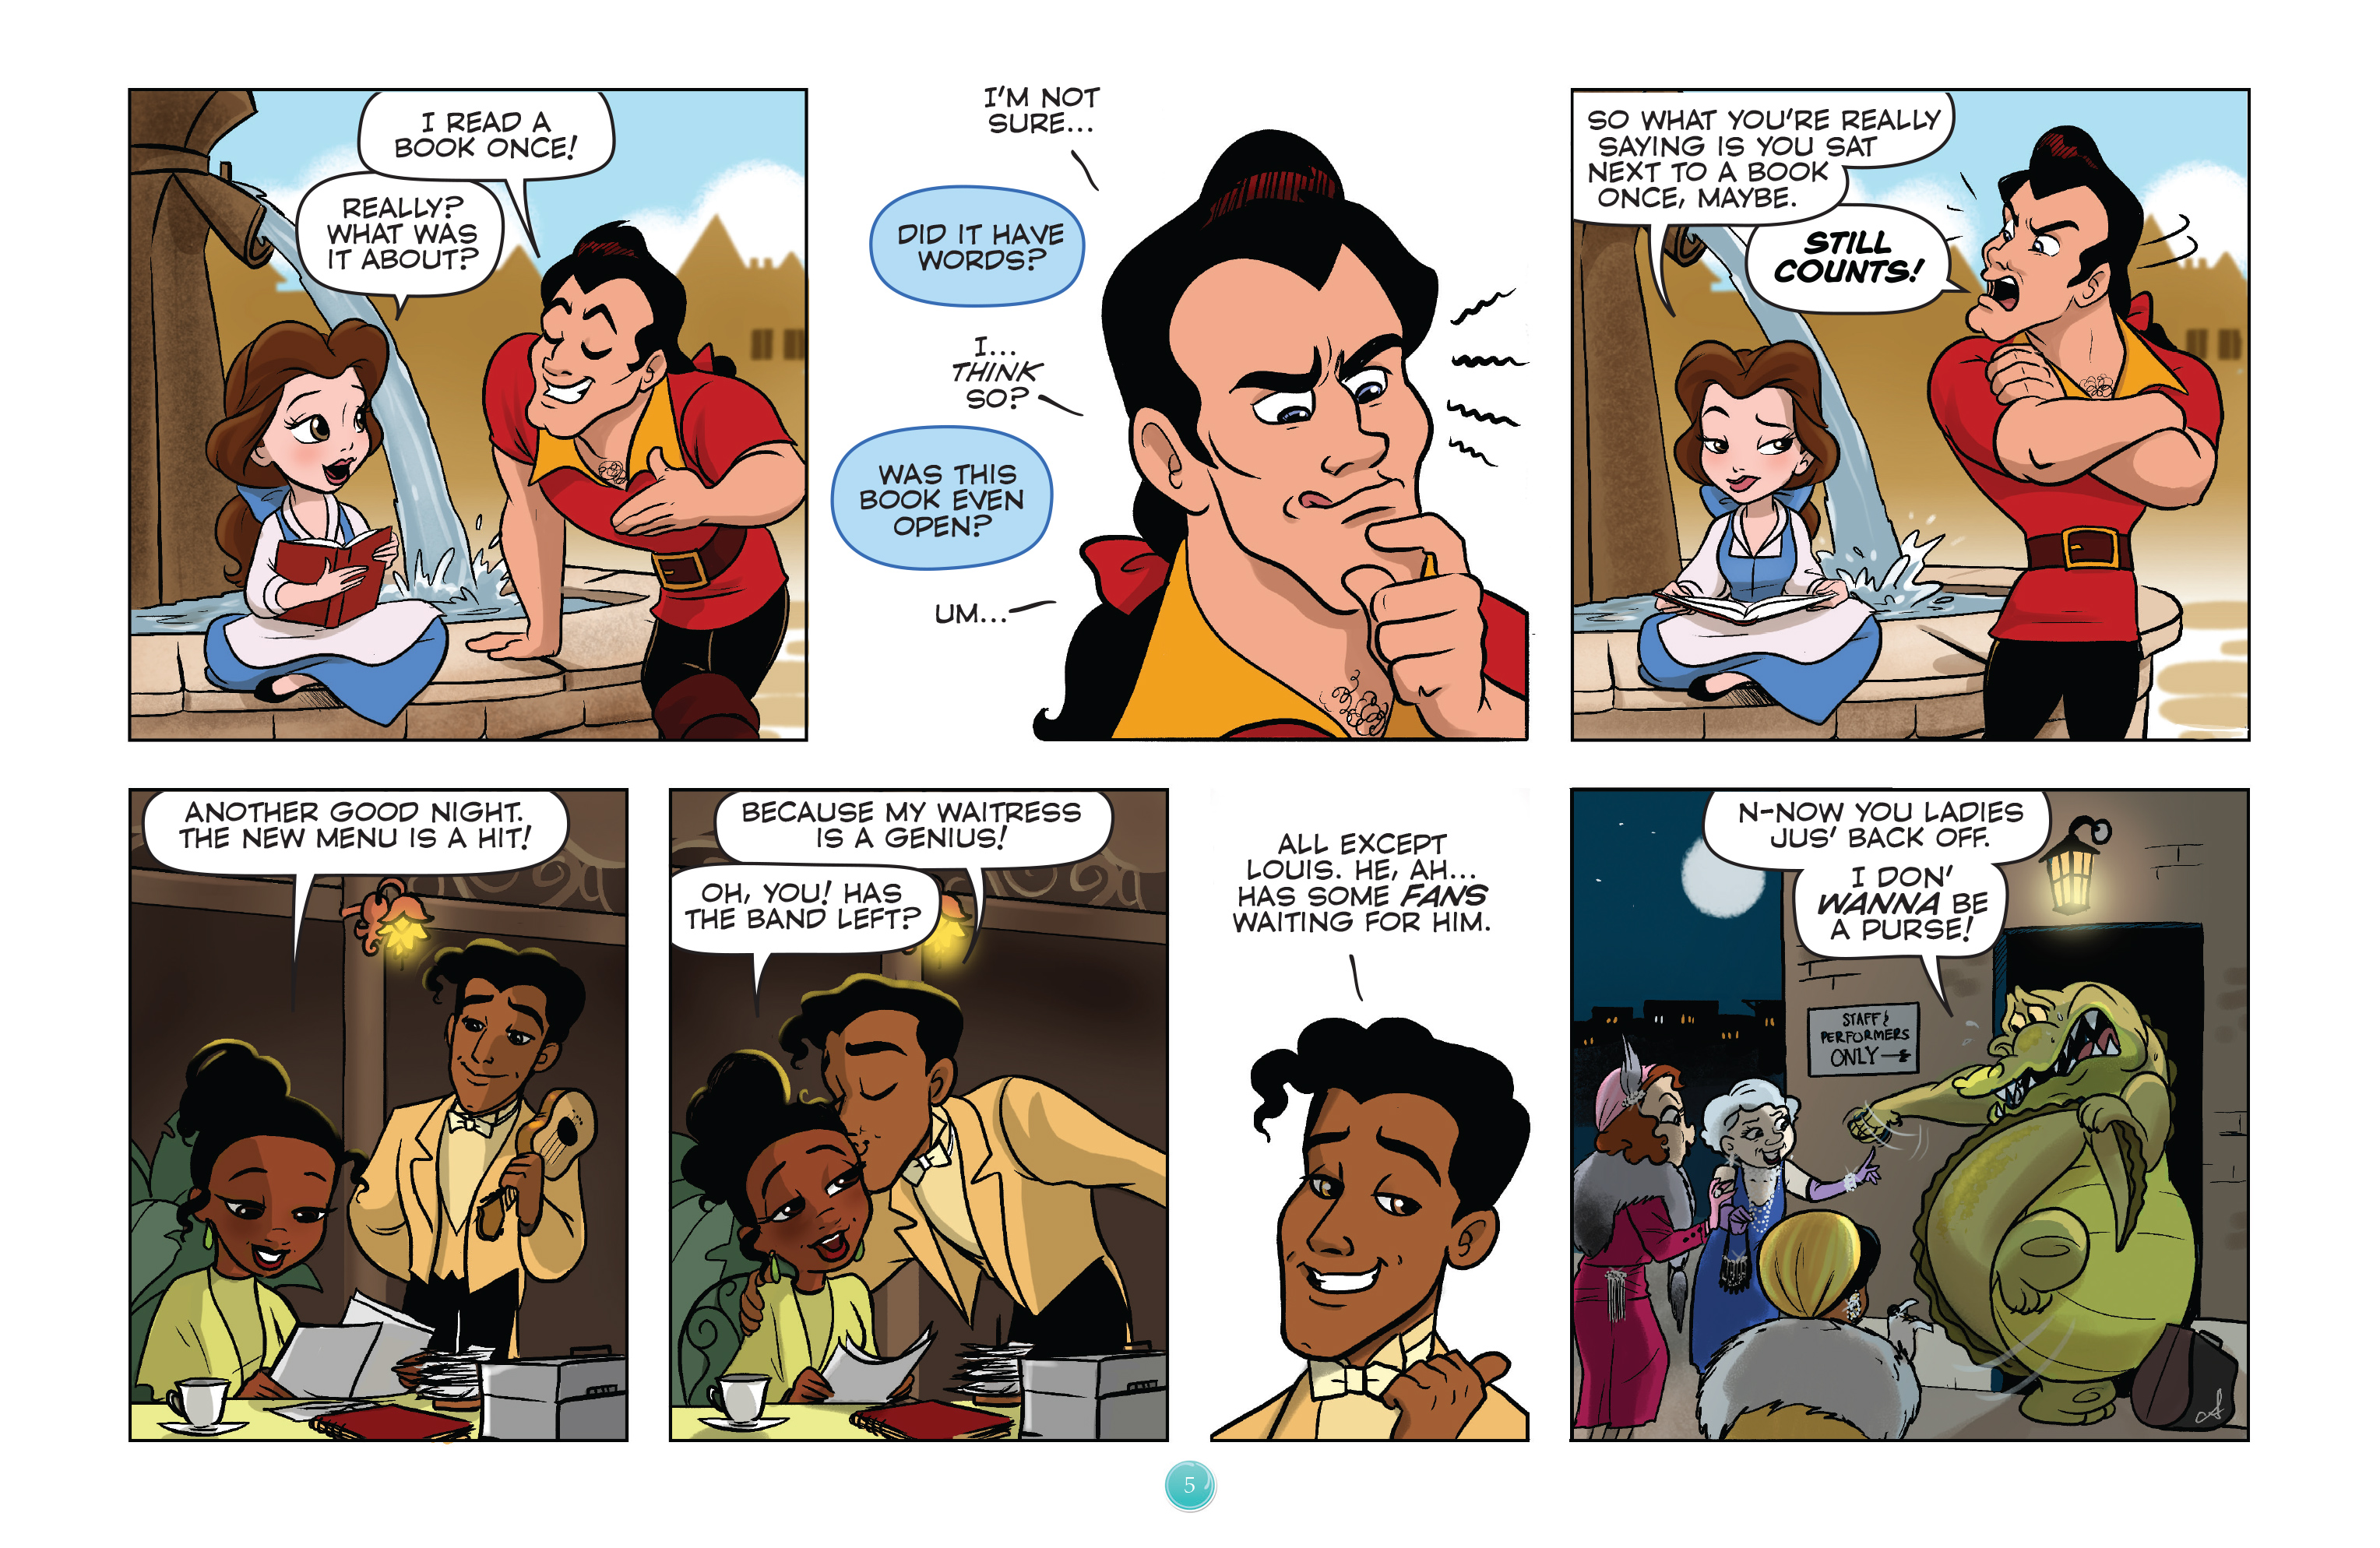 I READ A
BOOK ONCE!
REALLY?
WHAT WAS
IT ABOUT?
I'M NOT
SURE...
DID IT HAVE
WORDS?
I...
THINK
SO?
WAS THIS
BOOK EVEN
OPEN?
UM...
SO WHAT YOU'RE REALLY
SAYING IS YOU SAT
NEXT TO A BOOK
ONCE, MAYBE.
STILL
COUNTS!
ANOTHER GOOD NIGHT.
THE NEW MENU IS A HIT!
BECAUSE MY WAITRESS
IS A GENIUS!
OH, YOU! HAS
THE BAND LEFT?
ALL EXCEPT
LOUIS. HE, AH...
HAS SOME FANS
WAITING FOR HIM.
N-NOW YOU LADIES
JUS' BACK OFF.
I DON'
WANNA BE
A PURSE!
STAFF &
PERFORMERS
ONLY
5